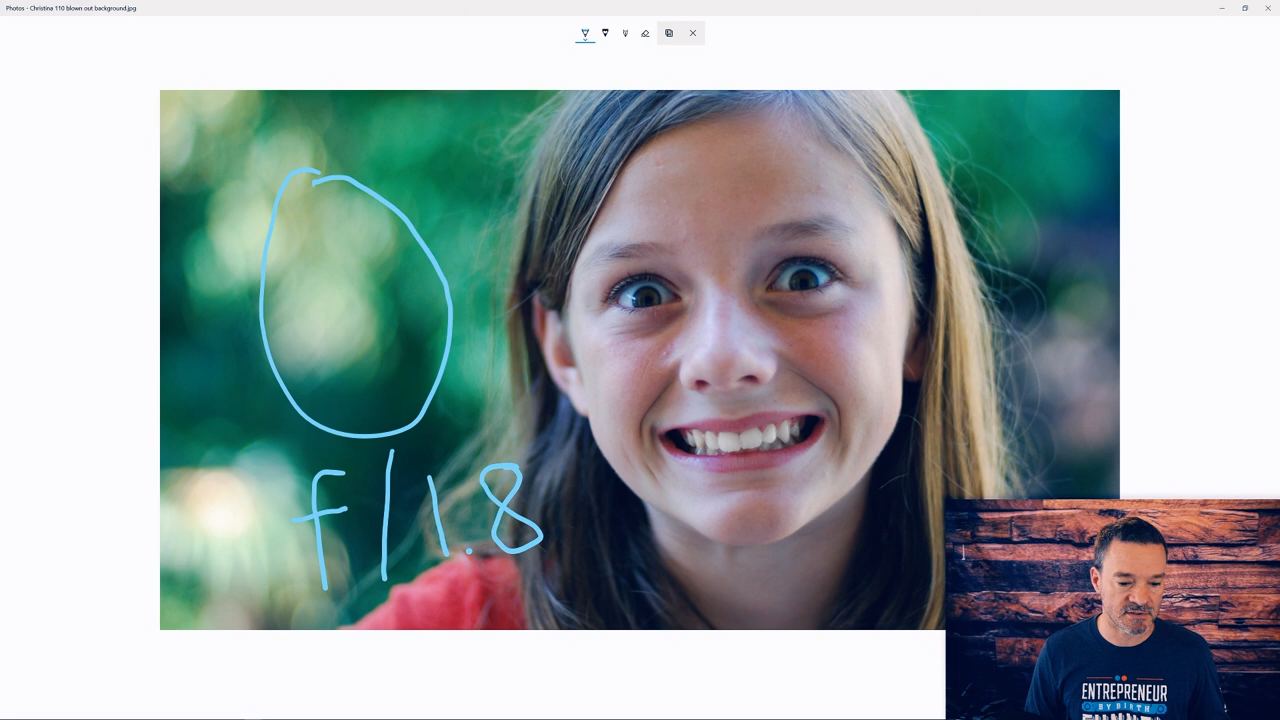 Photos - Christina 110 blown out background.jpg
f/1.8
ENTREPRENEUR
BY BIRTH